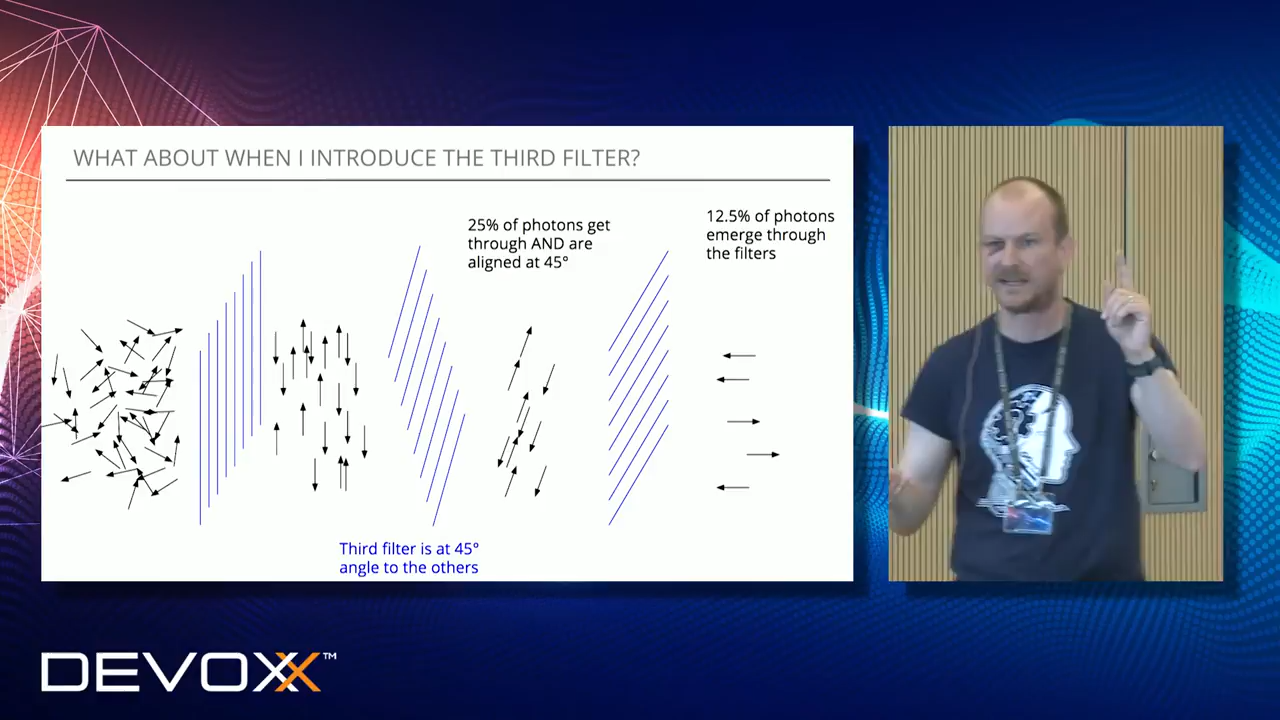 WHAT ABOUT WHEN I INTRODUCE THE THIRD FILTER?
25% of photons get
through AND are
aligned at 45°
12.5% of photons
emerge through
the filters
Third filter is at 45°
angle to the others
DEVOXX™